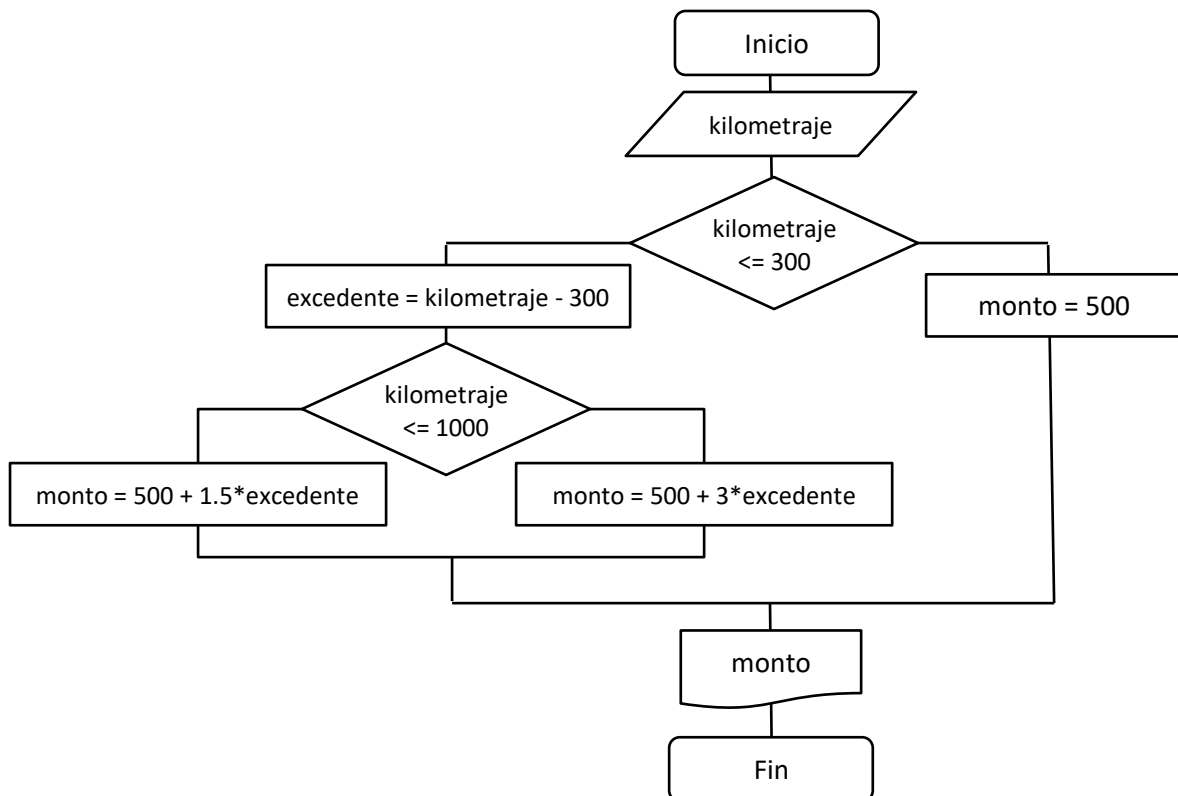 Inicio
kilometraje
kilometraje
<= 300
excedente = kilometraje - 300
monto = 500
kilometraje
<= 1000
monto = 500 + 1.5*excedente
monto = 500 + 3*excedente
monto
Fin